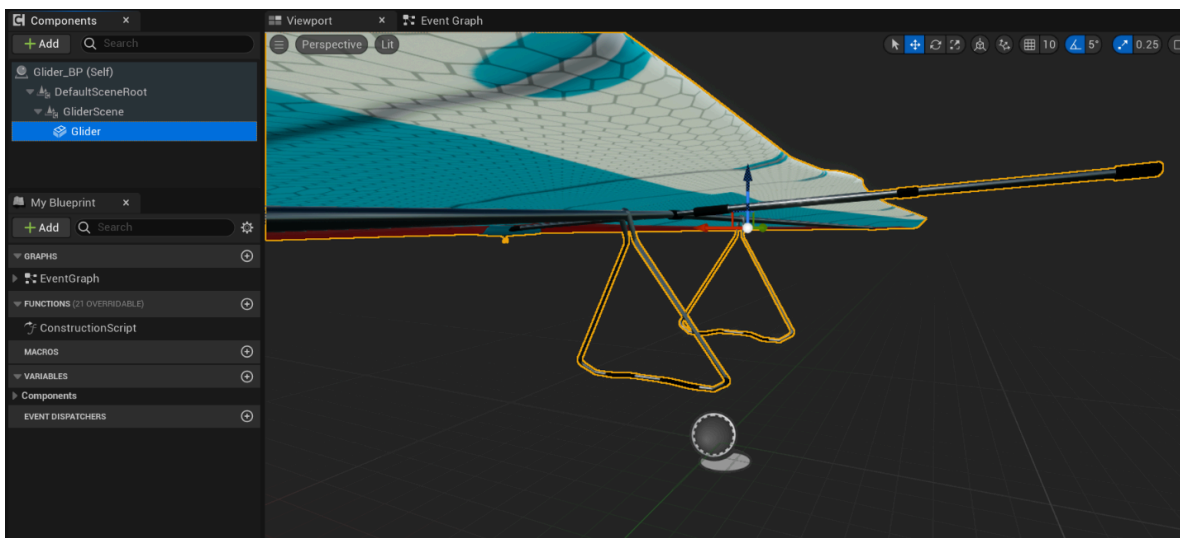 Components
Add
Search
Glider_BP (Self)
DefaultSceneRoot
GliderScene
Glider
My Blueprint
Add
Search
GRAPHS
EventGraph
FUNCTIONS (21 OVERRIDABLE)
ConstructionScript
MACROS
VARIABLES
Components
EVENT DISPATCHERS
Viewport
Event Graph
Perspective
Lit
10
5°
0.25